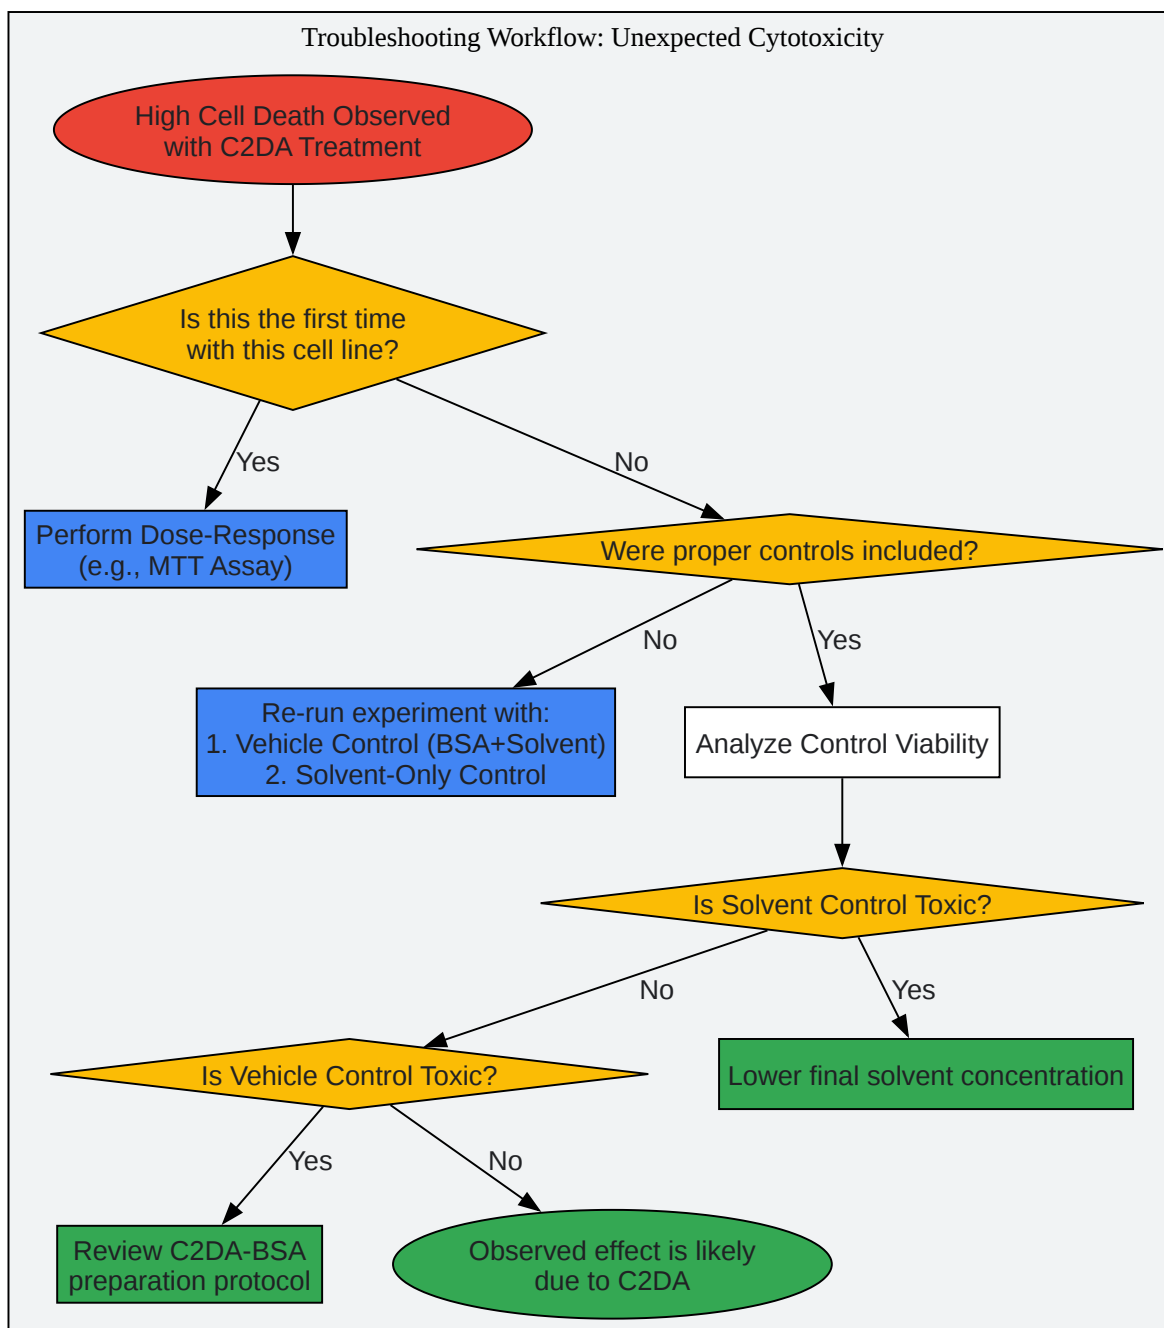 Troubleshooting Workflow: Unexpected Cytotoxicity
High Cell Death Observed
with C2DA Treatment
Is this the first time
with this cell line?
Yes
No
Perform Dose-Response
(e.g., MTT Assay)
Were proper controls included?
No
Yes
Re-run experiment with:
1. Vehicle Control (BSA+Solvent)
2. Solvent-Only Control
Analyze Control Viability
Is Solvent Control Toxic?
No
Yes
Is Vehicle Control Toxic?
Lower final solvent concentration
Yes
No
Review C2DA-BSA
preparation protocol
Observed effect is likely
due to C2DA